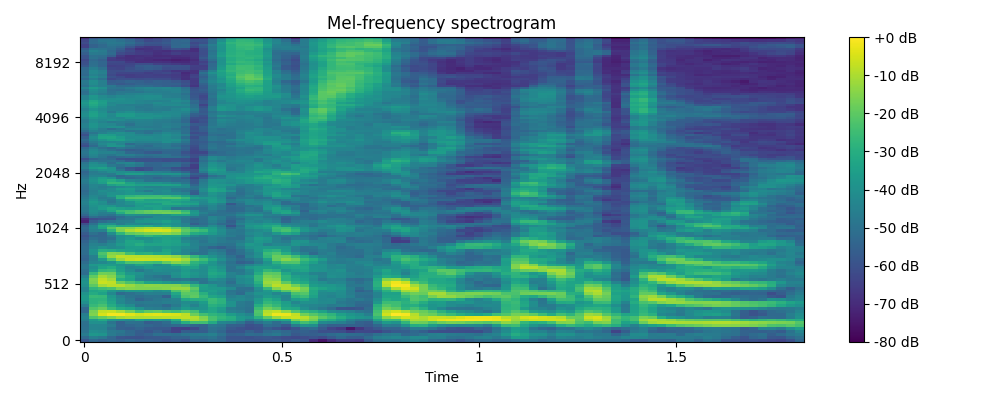 Mel-frequency spectrogram
Hz
8192
4096
2048
1024
512
0
0
0.5
1
1.5
Time
+0 dB
-10 dB
-20 dB
-30 dB
-40 dB
-50 dB
-60 dB
-70 dB
-80 dB